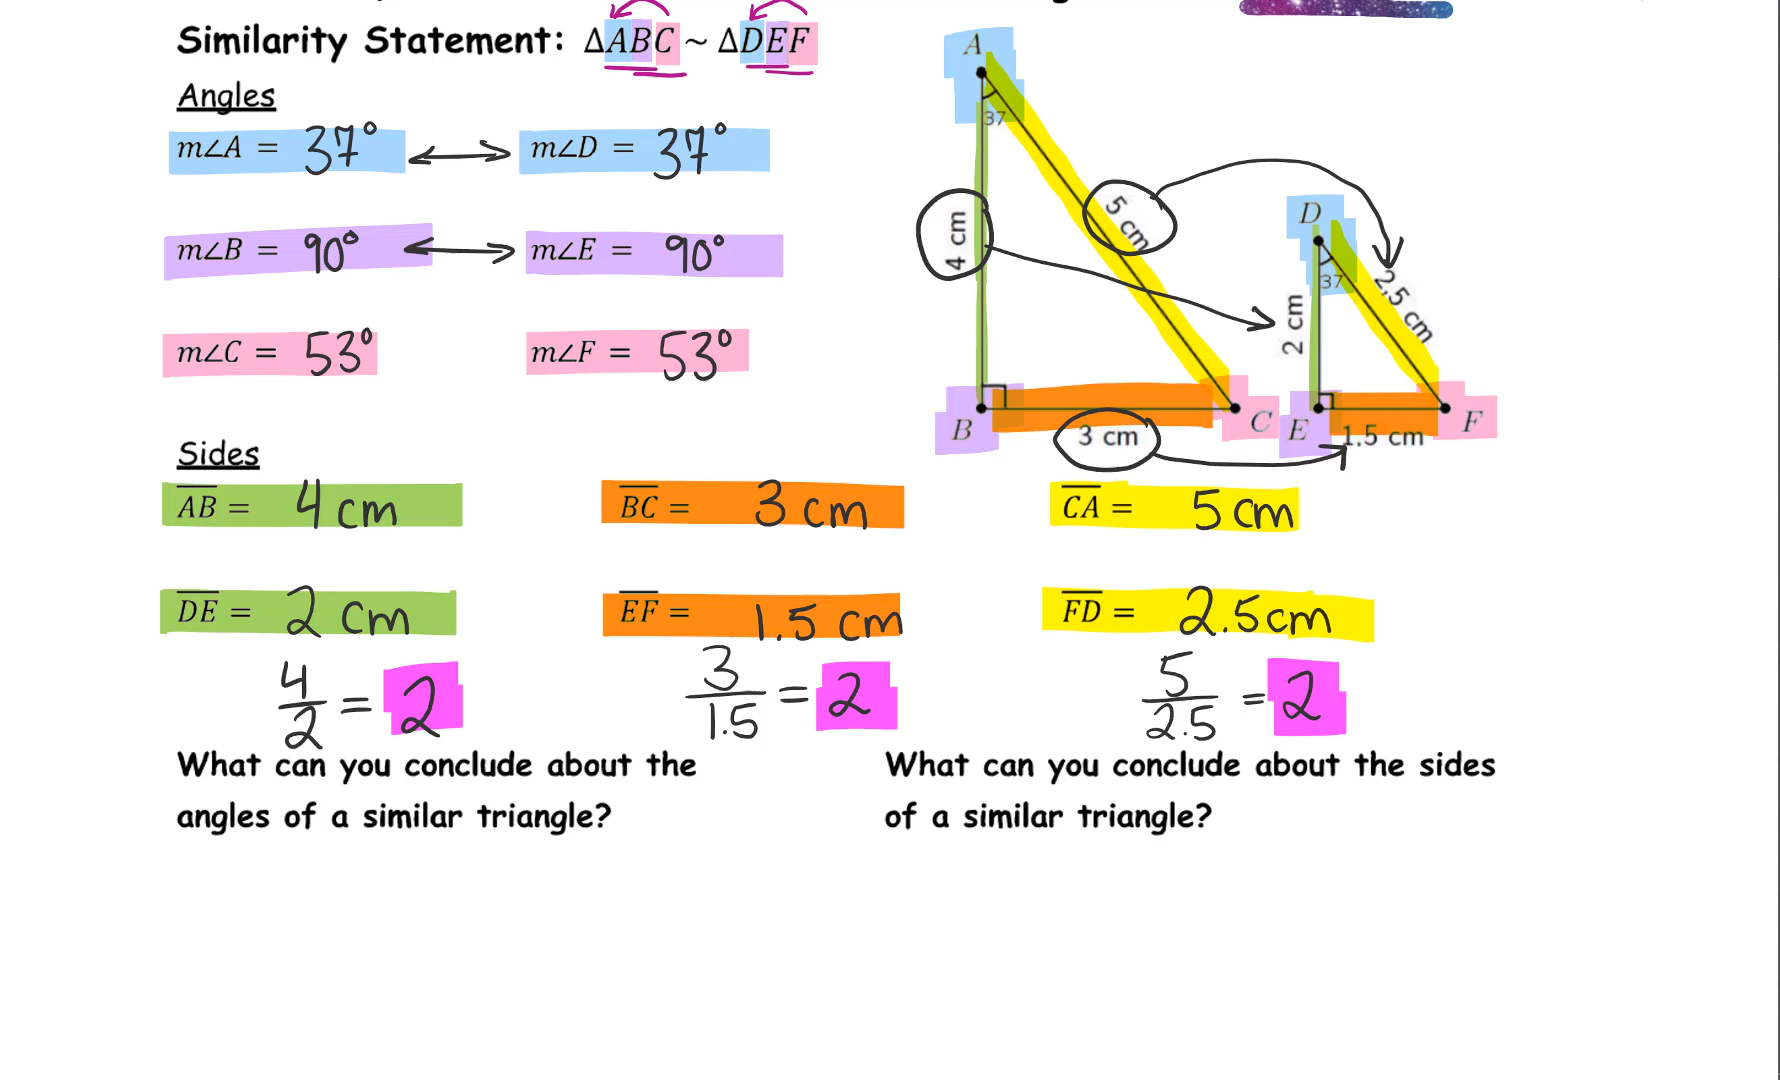 Similarity Statement: ΔABC ~ ΔDEF
Angles
m∠A = 37° m∠D = 37°
m∠B = 90° m∠E = 90°
m∠C = 53° m∠F = 53°
A
37
4 cm
5 cm
B
3 cm
C
D
37
2 cm
2,5 cm
E
1.5 cm
F
Sides
AB = 4 cm BC = 3 cm CA = 5 cm
DE = 2 cm EF = 1.5 cm FD = 2.5 cm
4/2 = 2 3/1.5 = 2 5/2.5 = 2
What can you conclude about the
angles of a similar triangle?
What can you conclude about the sides
of a similar triangle?